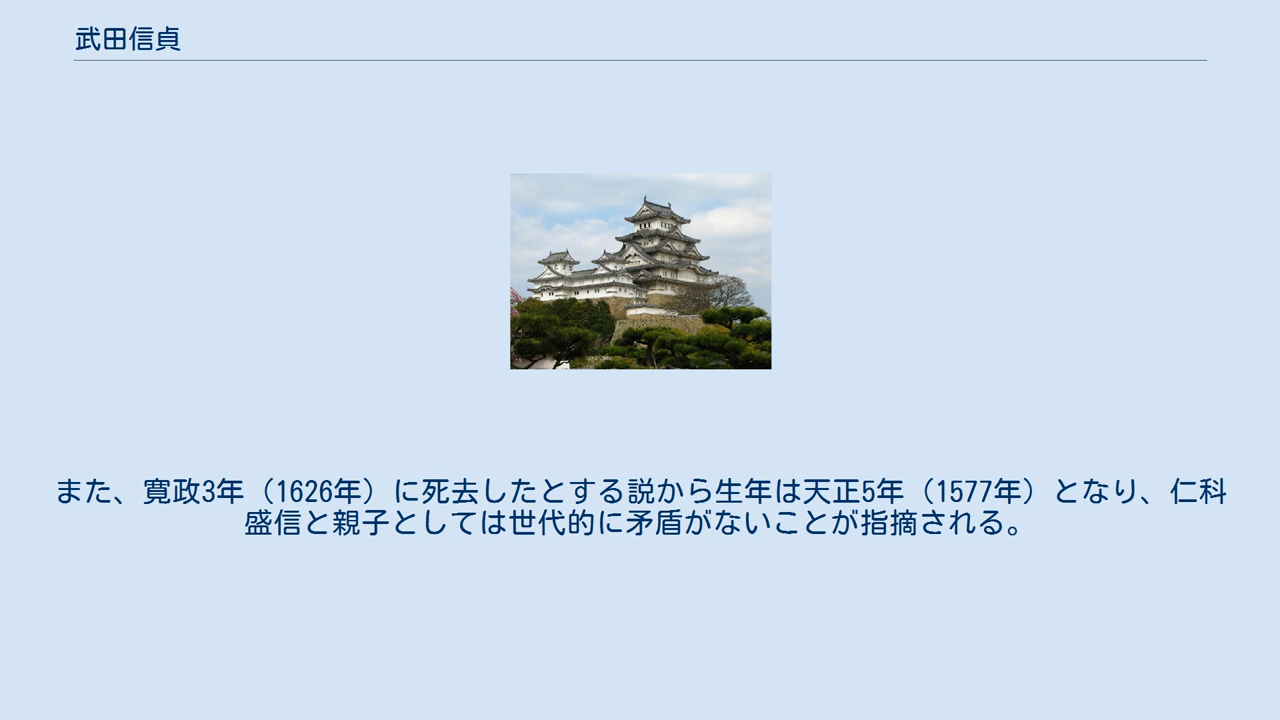 武田信貞
また、寛政3年（1626年）に死去したとする説から生年は天正5年（1577年）となり、仁科
盛信と親子としては世代的に矛盾がないことが指摘される。